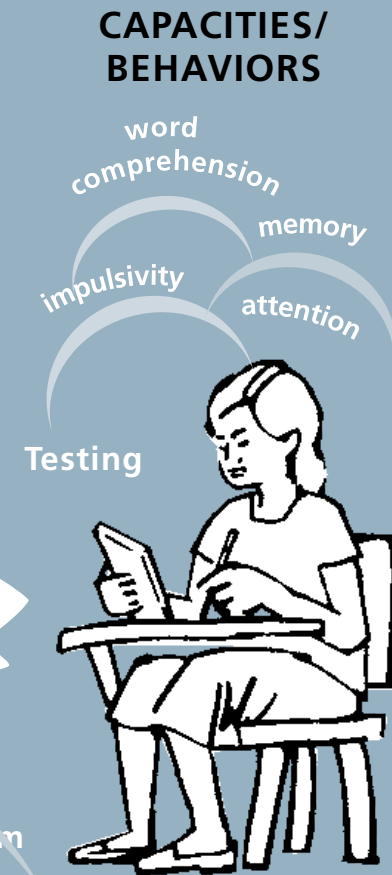 CAPACITIES/
BEHAVIORS
word
comprehension
memory
impulsivity
attention
Testing